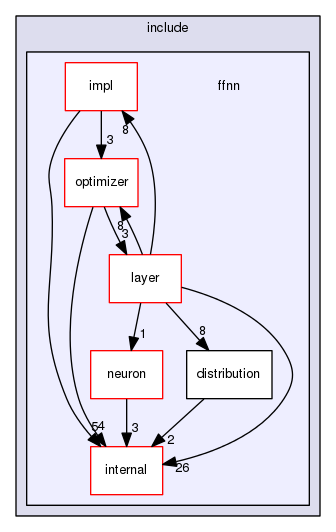 include
impl
ffnn
8
3
optimizer
8
3
layer
1
8
neuron
distribution
54
3
2
internal
26